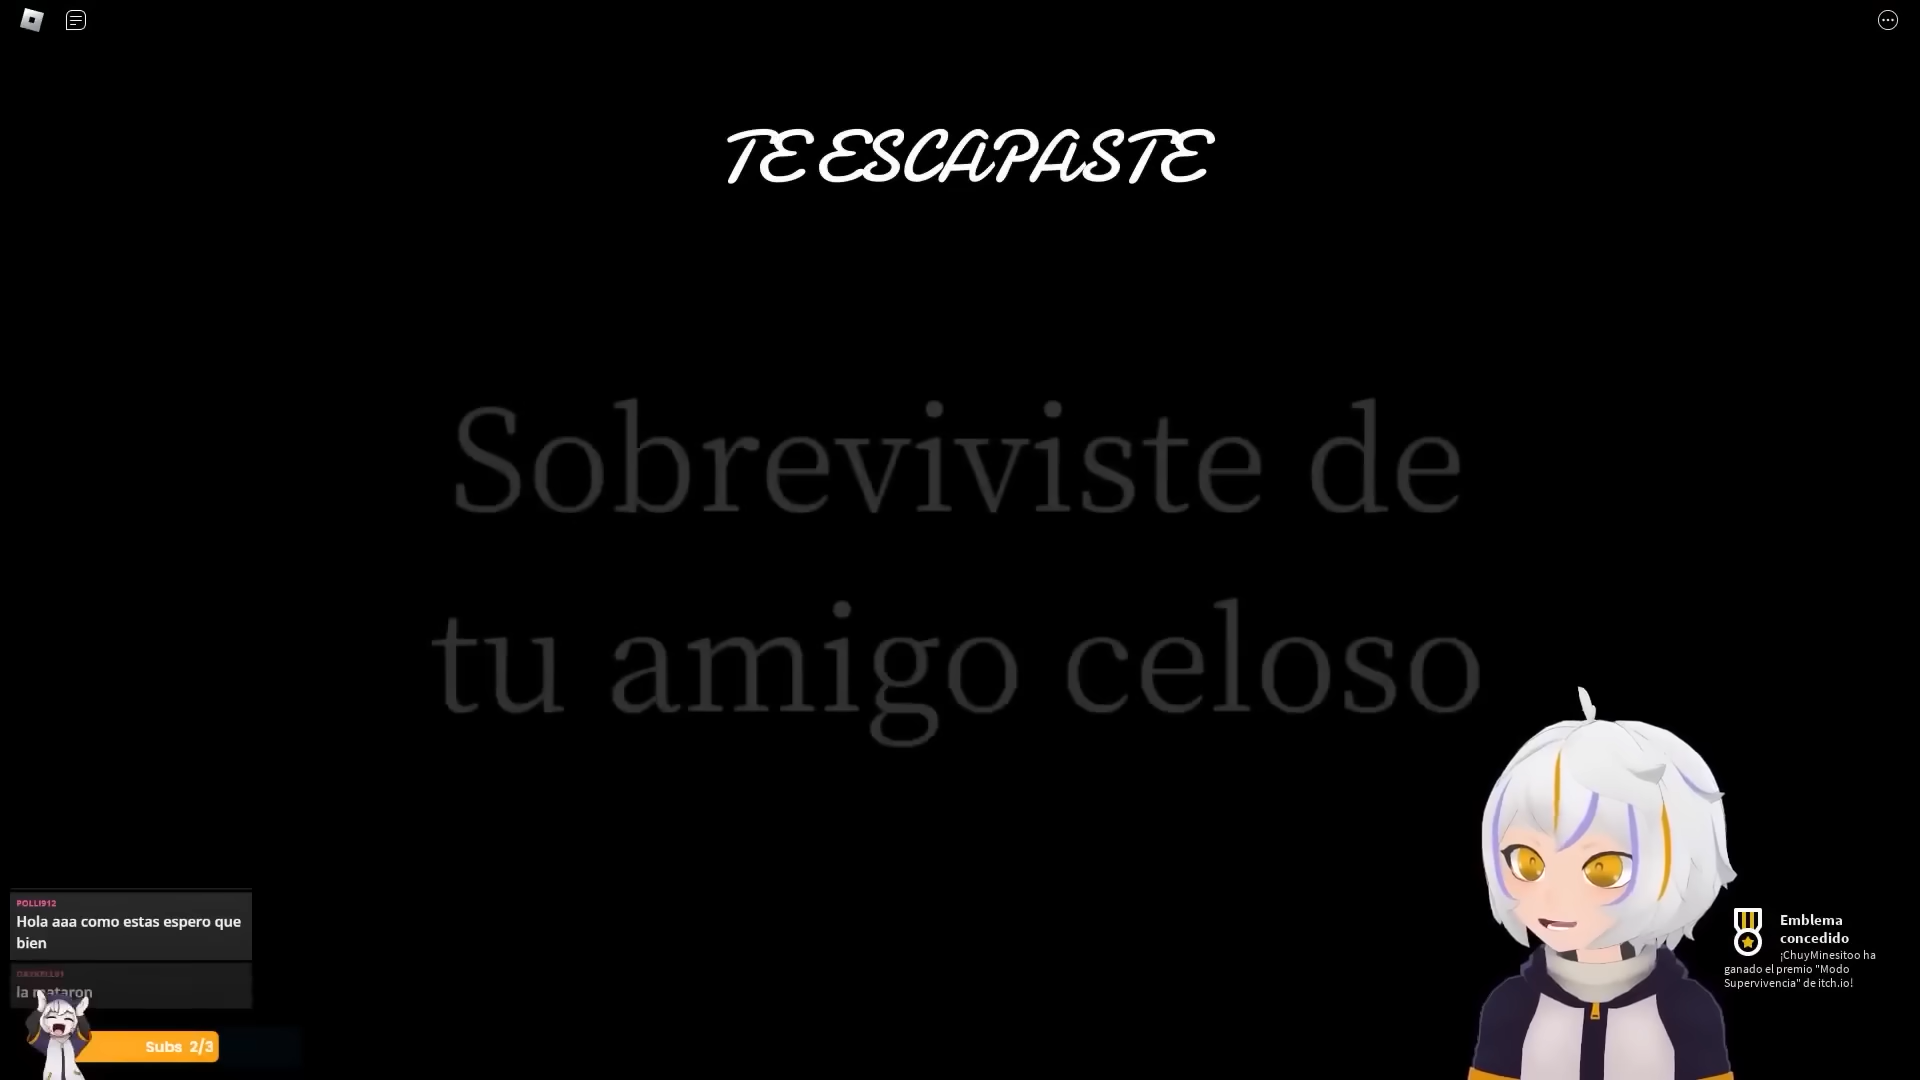 TE ESCAPASTE
Sobreviviste de
tu amigo celoso
POLLI912
Hola aaa como estas espero que
bien
la mataron
Subs 2/3
Emblema
concedido
¡ChuyMinesitoo ha
ganado el premio "Modo
Supervivencia" de itch.io!